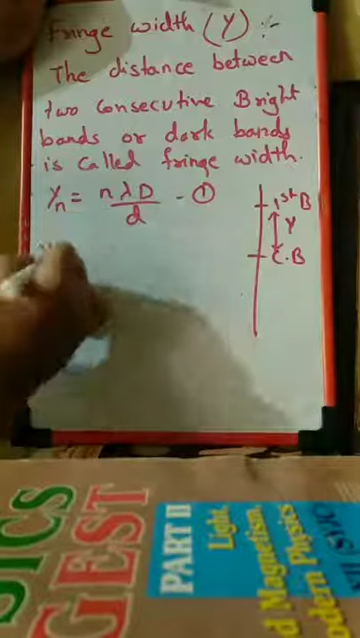 Fringe width (Y) :-
The distance between
two consecutive Bright
bands or dark bands
is called fringe width.
Yn = nλD/d - ①
1st B
Y
C.B
PART II
Light,
d Magnetism,
odern Physics
SICS
GEST